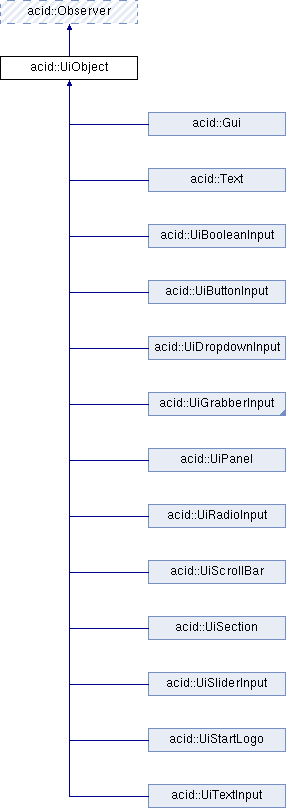 acid::Observer
acid::UiObject
acid::Gui
acid::Text
acid::UiBooleanInput
acid::UiButtonInput
acid::UiDropdownInput
acid::UiGrabberInput
acid::UiPanel
acid::UiRadioInput
acid::UiScrollBar
acid::UiSection
acid::UiSliderInput
acid::UiStartLogo
acid::UiTextInput